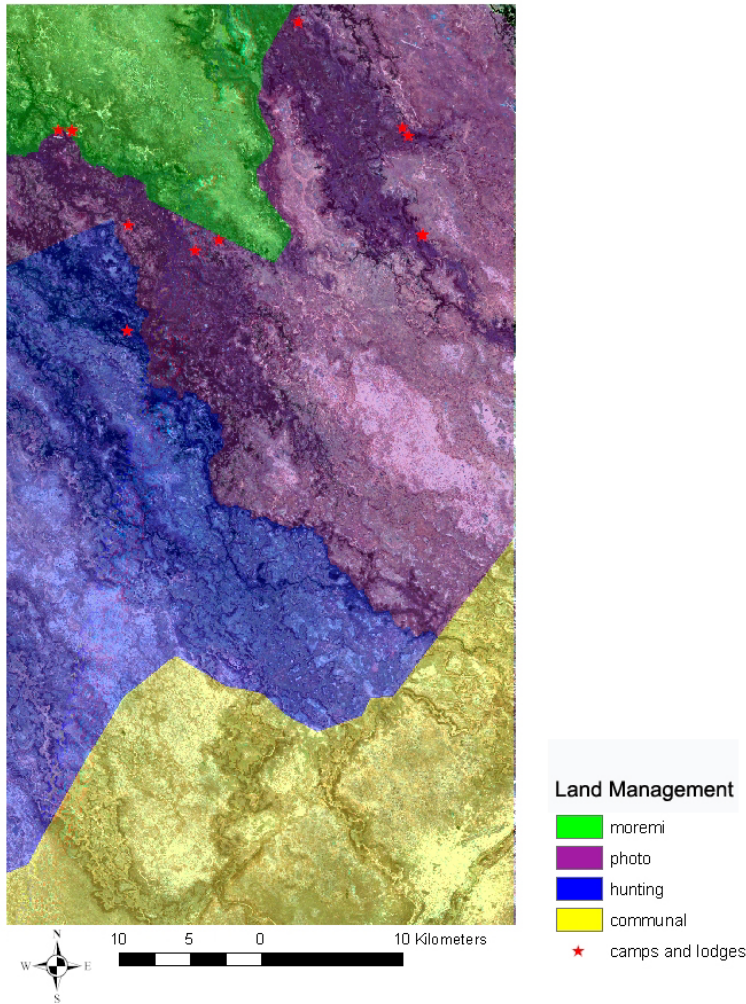 Land Management
moremi
photo
hunting
communal
camps and lodges
N
W E
S
10 5 0 10 Kilometers